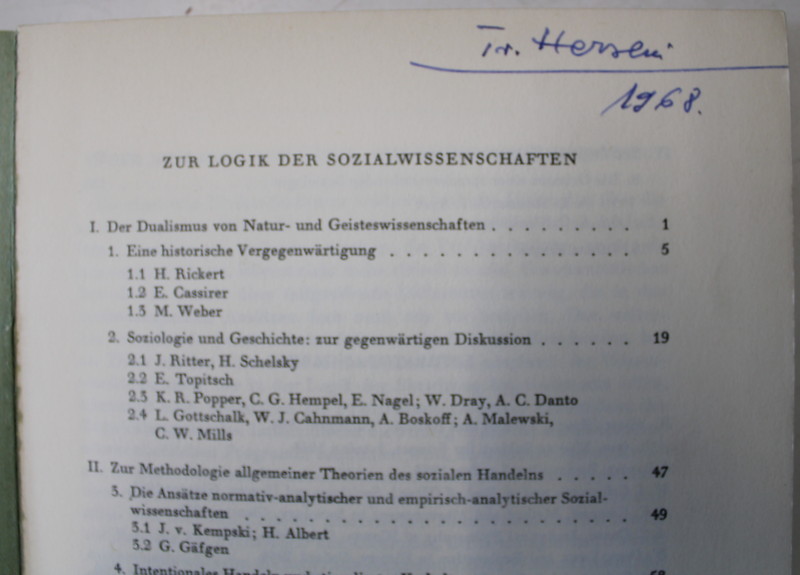 1968.
ZUR LOGIK DER SOZIALWISSENSCHAFTEN
I. Der Dualismus von Natur- und Geisteswissenschaften . . . . . . . . . . 1
1. Eine historische Vergegenwärtigung . . . . . . . . . . . . . . . 5
1.1 H. Rickert
1.2 E. Cassirer
1.3 M. Weber
2. Soziologie und Geschichte: zur gegenwärtigen Diskussion . . . . . . 19
2.1 J. Ritter, H. Schelsky
2.2 E. Topitsch
2.3 K. R. Popper, C. G. Hempel, E. Nagel; W. Dray, A. C. Danto
2.4 L. Gottschalk, W. J. Cahnmann, A. Boskoff; A. Malewski,
C. W. Mills
II. Zur Methodologie allgemeiner Theorien des sozialen Handelns . . . . . 47
3. Die Ansätze normativ-analytischer und empirisch-analytischer Sozial-
wissenschaften . . . . . . . . . . . . . . . . . . . . . . . 49
3.1 J. v. Kempski; H. Albert
3.2 G. Gäfgen
4. Intentionales